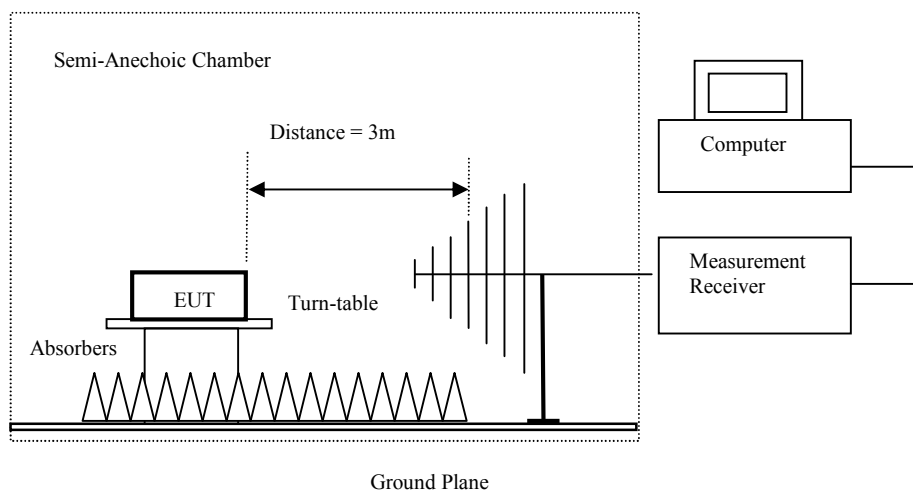 Semi-Anechoic Chamber
Distance = 3m
Computer
Measurement
Receiver
EUT
Turn-table
Absorbers
Ground Plane